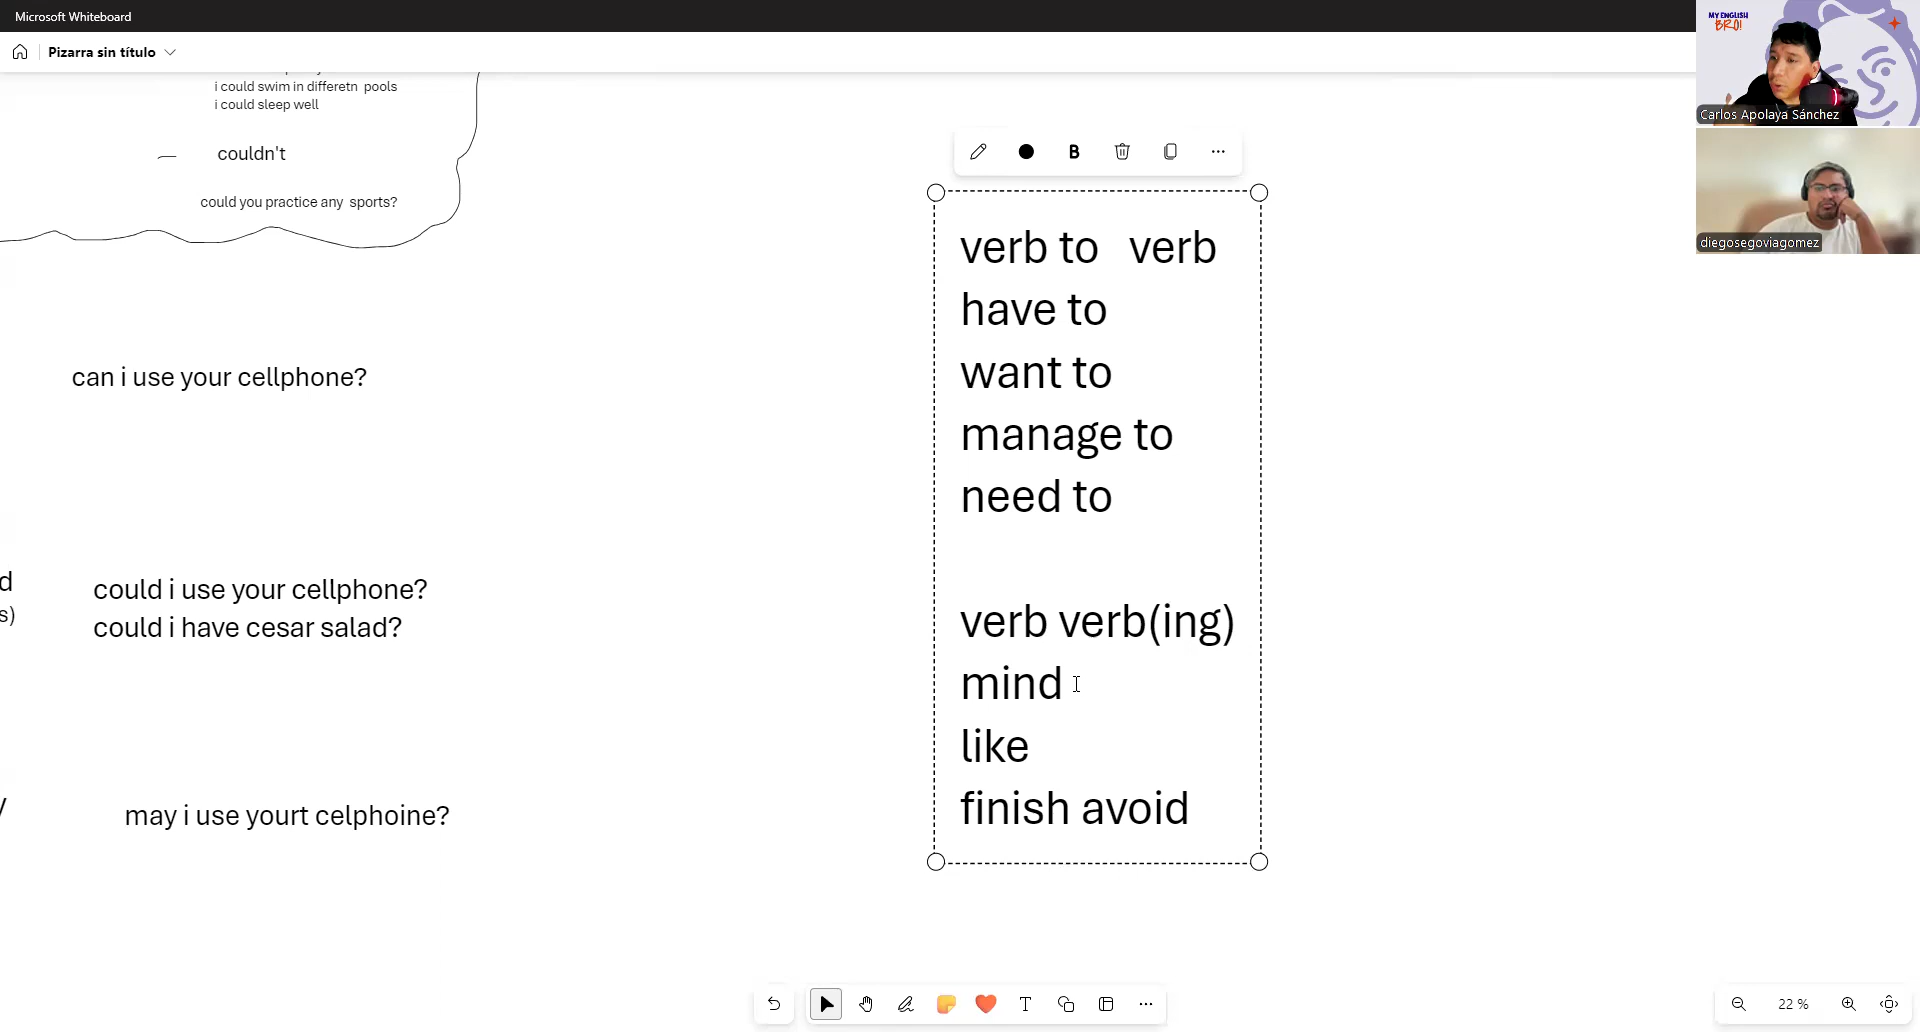 Microsoft Whiteboard
Pizarra sin título
MY ENGLISH
BRO!
Carlos Apolaya Sánchez
diegosegoviagomez
i could swim in differetn pools
i could sleep well
couldn't
could you practice any sports?
can i use your cellphone?
d
s)
could i use your cellphone?
could i have cesar salad?
y
may i use yourt celphoine?
B
verb to verb
have to
want to
manage to
need to
verb verb(ing)
mind
like
finish avoid
T
22 %